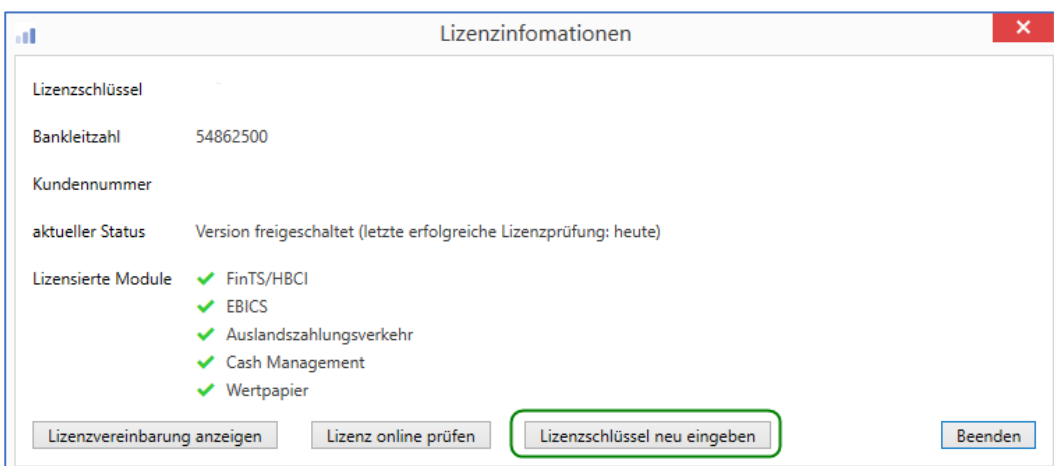 Lizenzinfomationen
Lizenzschlüssel
Bankleitzahl 54862500
Kundennummer
aktueller Status Version freigeschaltet (letzte erfolgreiche Lizenzprüfung: heute)
Lizensierte Module FinTS/HBCI
EBICS
Auslandszahlungsverkehr
Cash Management
Wertpapier
Lizenzvereinbarung anzeigen Lizenz online prüfen Lizenzschlüssel neu eingeben Beenden